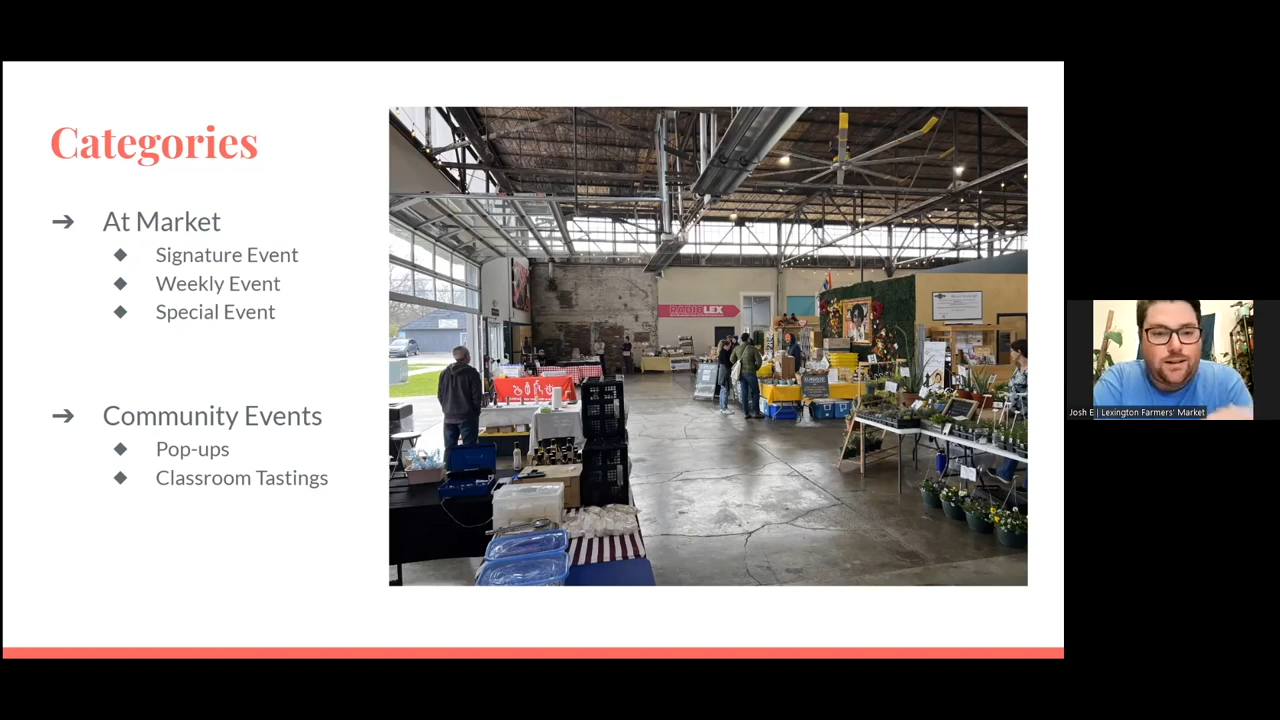 Categories
➔ At Market
◆ Signature Event
◆ Weekly Event
◆ Special Event
➔ Community Events
◆ Pop-ups
◆ Classroom Tastings
RADIOLEX
Josh E | Lexington Farmers' Market